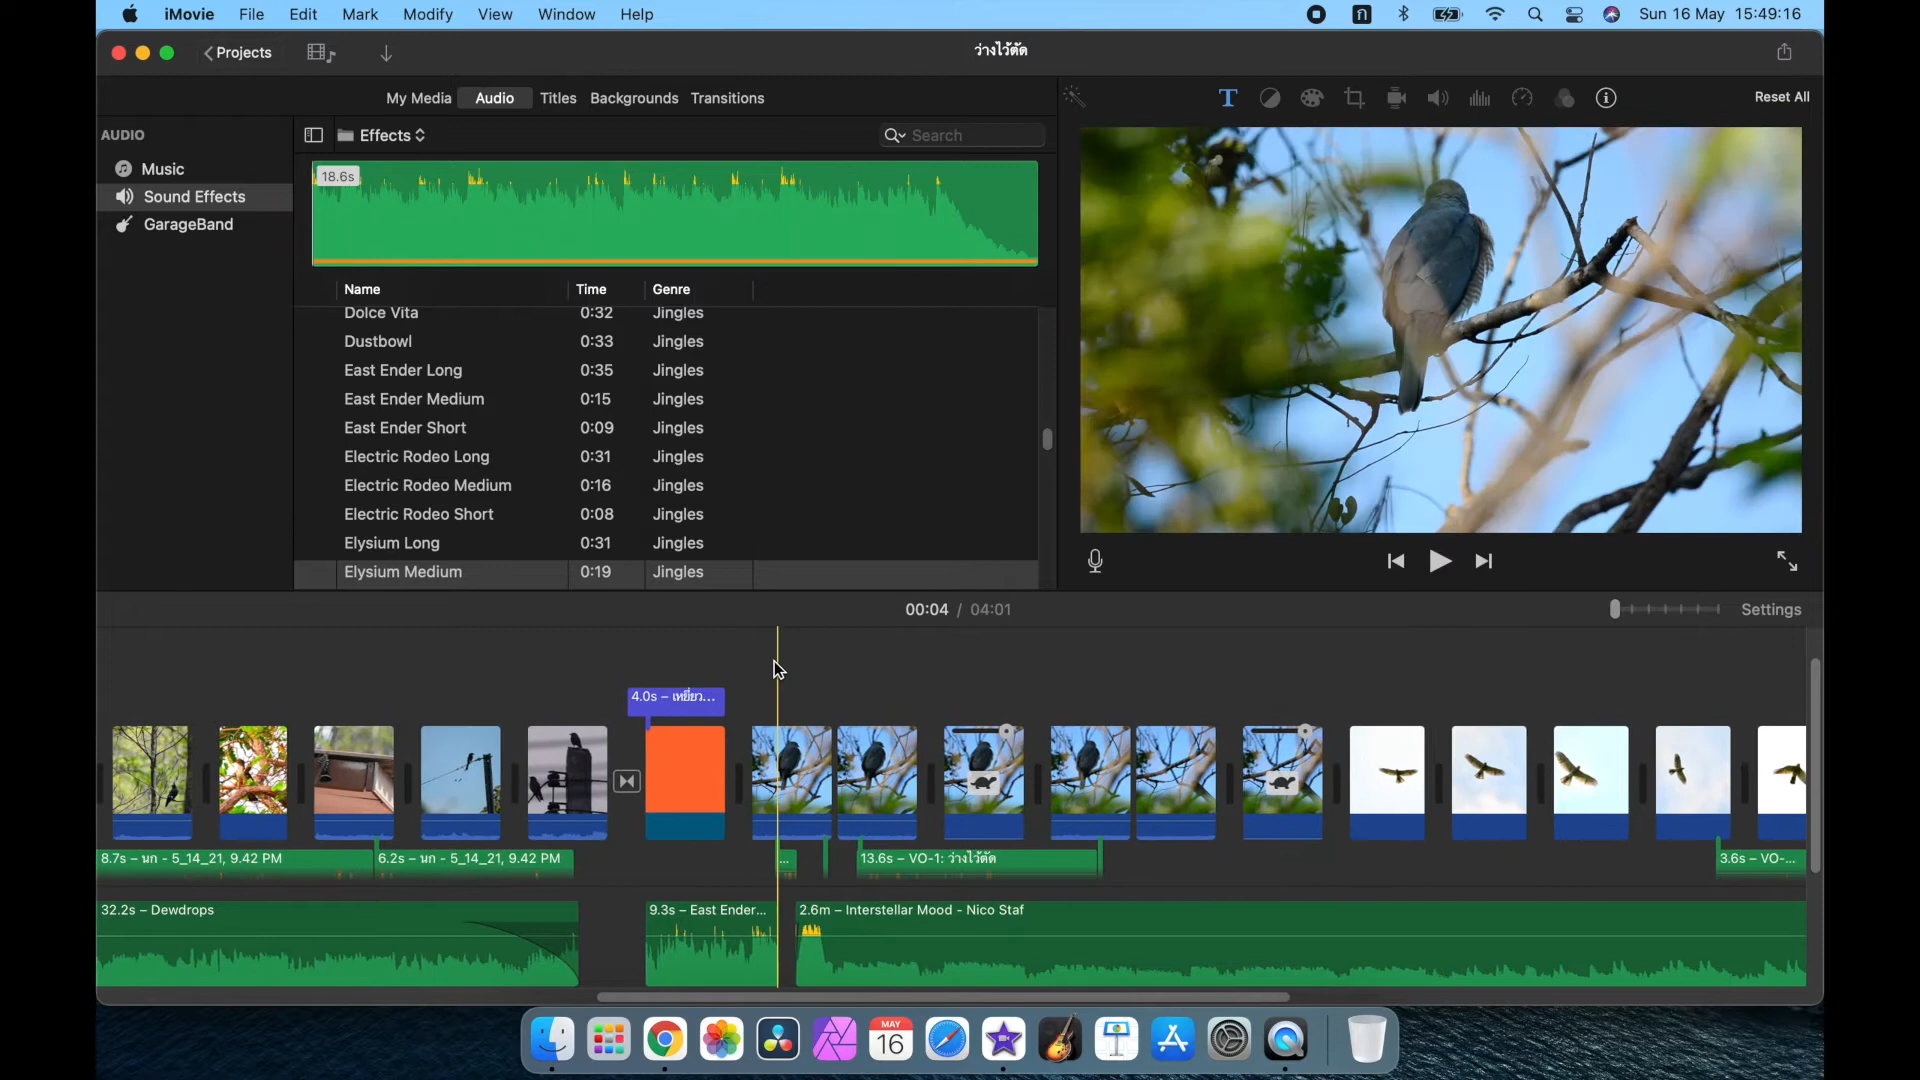 iMovie File Edit Mark Modify View Window Help
Sun 16 May 15:49:16
Projects
ว่างไว้ตัด
My Media Audio Titles Backgrounds Transitions
Reset All
AUDIO
Effects
Search
Music
Sound Effects
GarageBand
18.6s
Name Time Genre
Dolce Vita 0:32 Jingles
Dustbowl 0:33 Jingles
East Ender Long 0:35 Jingles
East Ender Medium 0:15 Jingles
East Ender Short 0:09 Jingles
Electric Rodeo Long 0:31 Jingles
Electric Rodeo Medium 0:16 Jingles
Electric Rodeo Short 0:08 Jingles
Elysium Long 0:31 Jingles
Elysium Medium 0:19 Jingles
00:04 / 04:01
Settings
4.0s – เหยี่ยว...
8.7s – นก - 5_14_21, 9.42 PM
6.2s – นก - 5_14_21, 9.42 PM
...
13.6s – VO-1: ว่างไว้ตัด
3.6s – VO-...
32.2s – Dewdrops
9.3s – East Ender...
2.6m – Interstellar Mood - Nico Staf
MAY
16